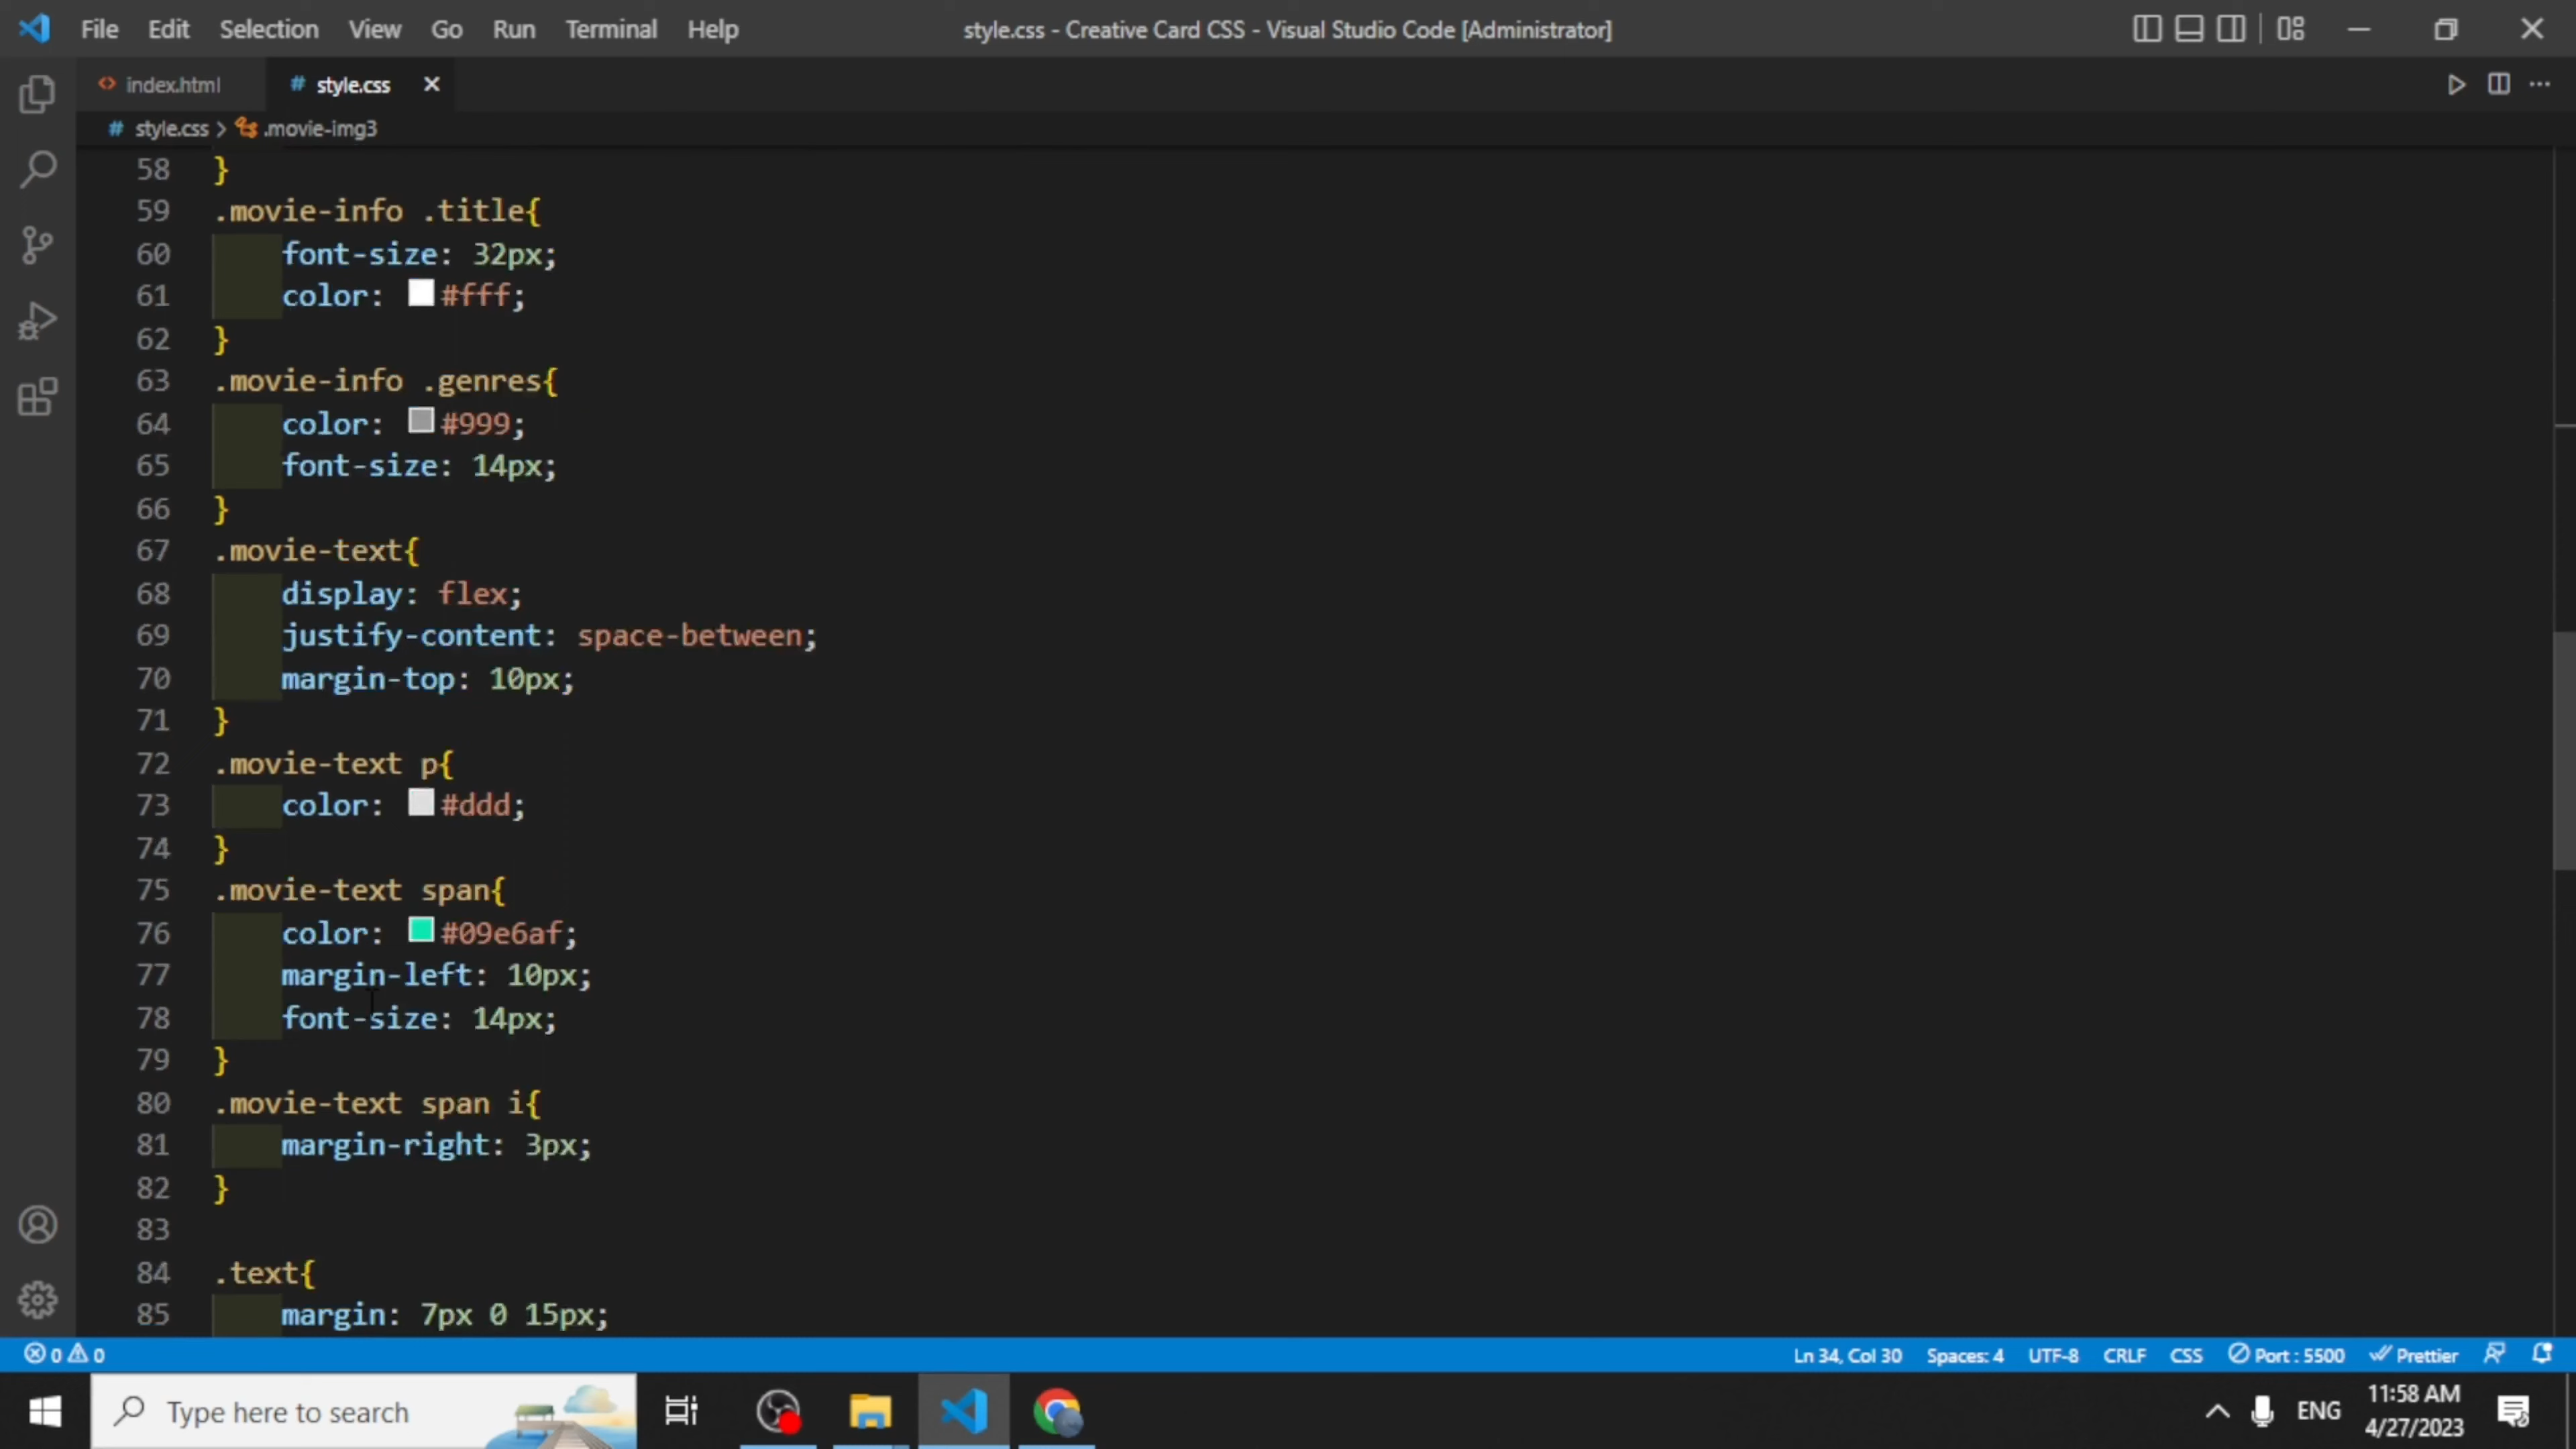 File Edit Selection View Go Run Terminal Help style.css - Creative Card CSS - Visual Studio Code [Administrator]
index.html # style.css
# style.css > .movie-img3
58 }
59 .movie-info .title{
60 font-size: 32px;
61 color: #fff;
62 }
63 .movie-info .genres{
64 color: #999;
65 font-size: 14px;
66 }
67 .movie-text{
68 display: flex;
69 justify-content: space-between;
70 margin-top: 10px;
71 }
72 .movie-text p{
73 color: #ddd;
74 }
75 .movie-text span{
76 color: #09e6af;
77 margin-left: 10px;
78 font-size: 14px;
79 }
80 .movie-text span i{
81 margin-right: 3px;
82 }
83
84 .text{
85 margin: 7px 0 15px;
0 0 Ln 34, Col 30 Spaces: 4 UTF-8 CRLF CSS Port : 5500 Prettier
Type here to search ENG 11:58 AM
4/27/2023